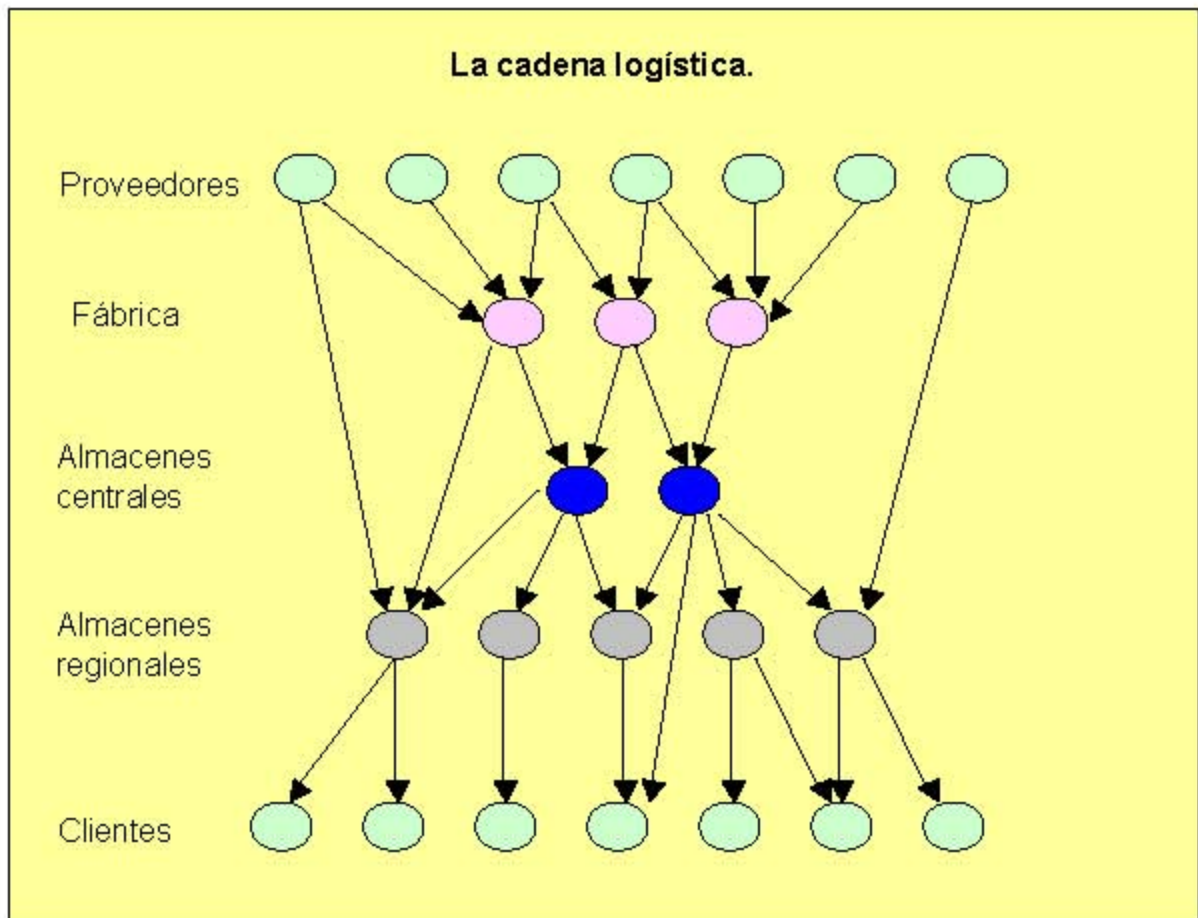 La cadena logística.
Proveedores
Fábrica
Almacenes
centrales
Almacenes
regionales
Clientes